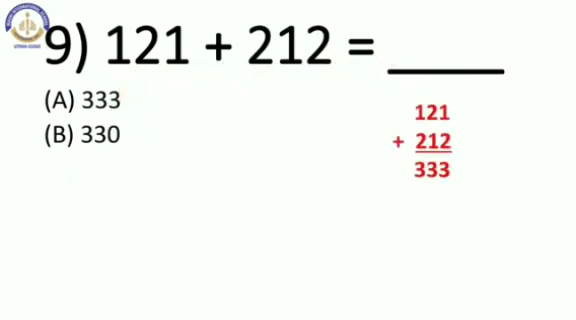 9) 121 + 212 = _____
(A) 333
(B) 330
121
+ 212
333